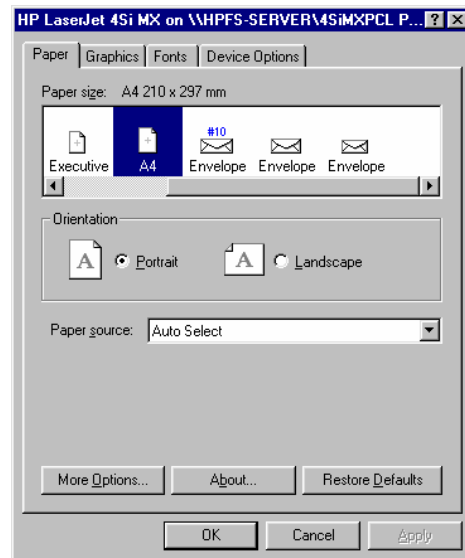 HP LaserJet 4Si MX on \\HPFS-SERVER\4SiMXPCL P... ? ×
Paper Graphics Fonts Device Options
Paper size: A4 210 x 297 mm
#10
Executive A4 Envelope Envelope Envelope
Orientation
A Portrait A Landscape
Paper source: Auto Select
More Options... About... Restore Defaults
OK Cancel Apply